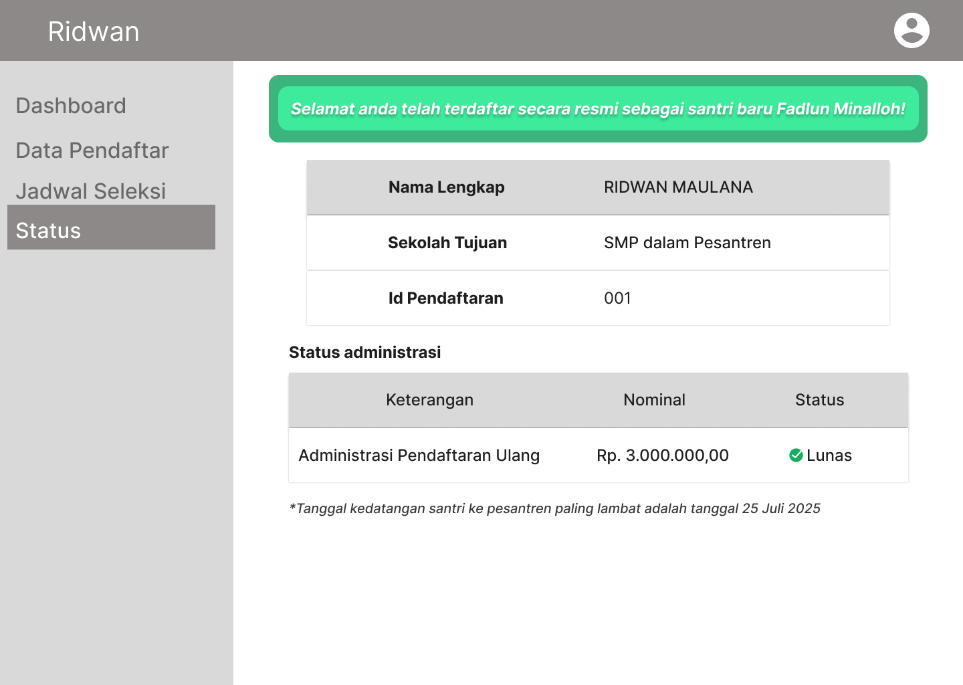 Ridwan
Dashboard
Data Pendaftar
Jadwal Seleksi
Status
Selamat anda telah terdaftar secara resmi sebagai santri baru Fadlun Minalloh!
Nama Lengkap RIDWAN MAULANA
Sekolah Tujuan SMP dalam Pesantren
Id Pendaftaran 001
Status administrasi
Keterangan Nominal Status
Administrasi Pendaftaran Ulang Rp. 3.000.000,00 Lunas
*Tanggal kedatangan santri ke pesantren paling lambat adalah tanggal 25 Juli 2025